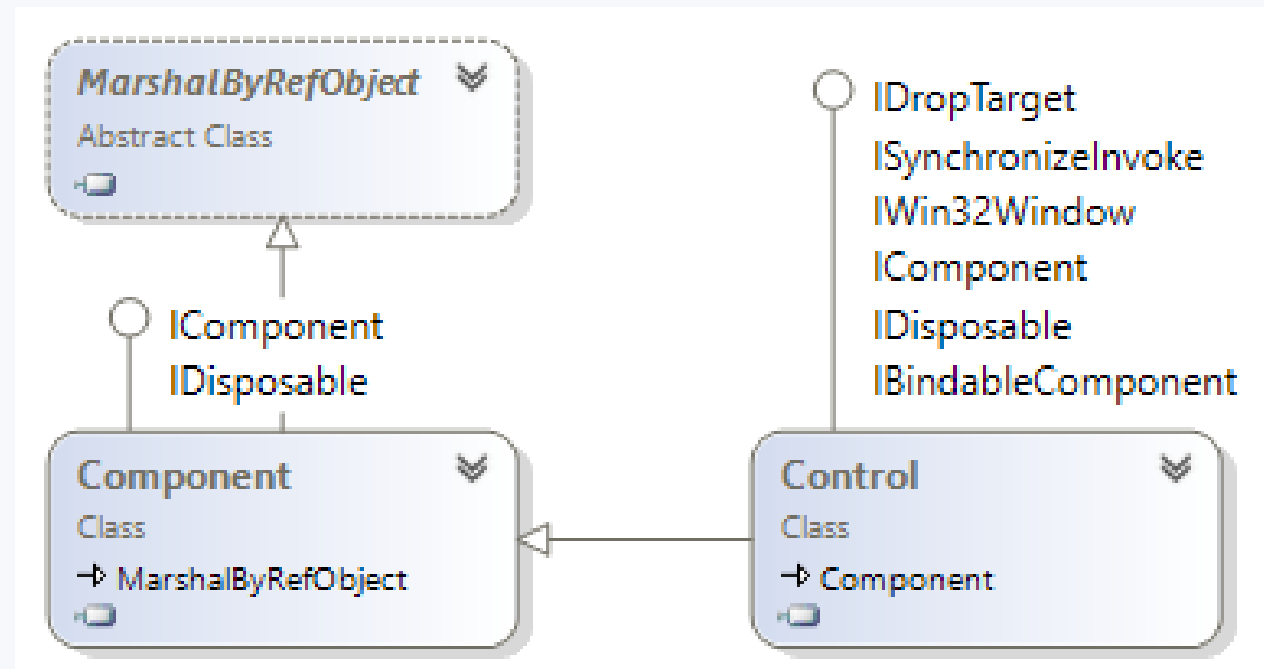 MarshalByRefObject
Abstract Class
IComponent
IDisposable
Component
Class
MarshalByRefObject
IDropTarget
ISynchronizeInvoke
IWin32Window
IComponent
IDisposable
IBindableComponent
Control
Class
Component